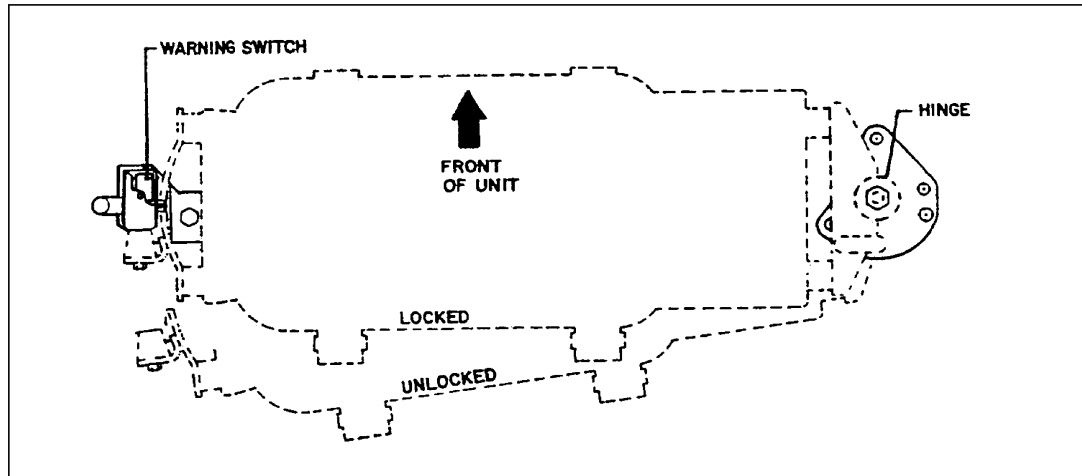 WARNING SWITCH
HINGE
FRONT
OF UNIT
LOCKED
UNLOCKED